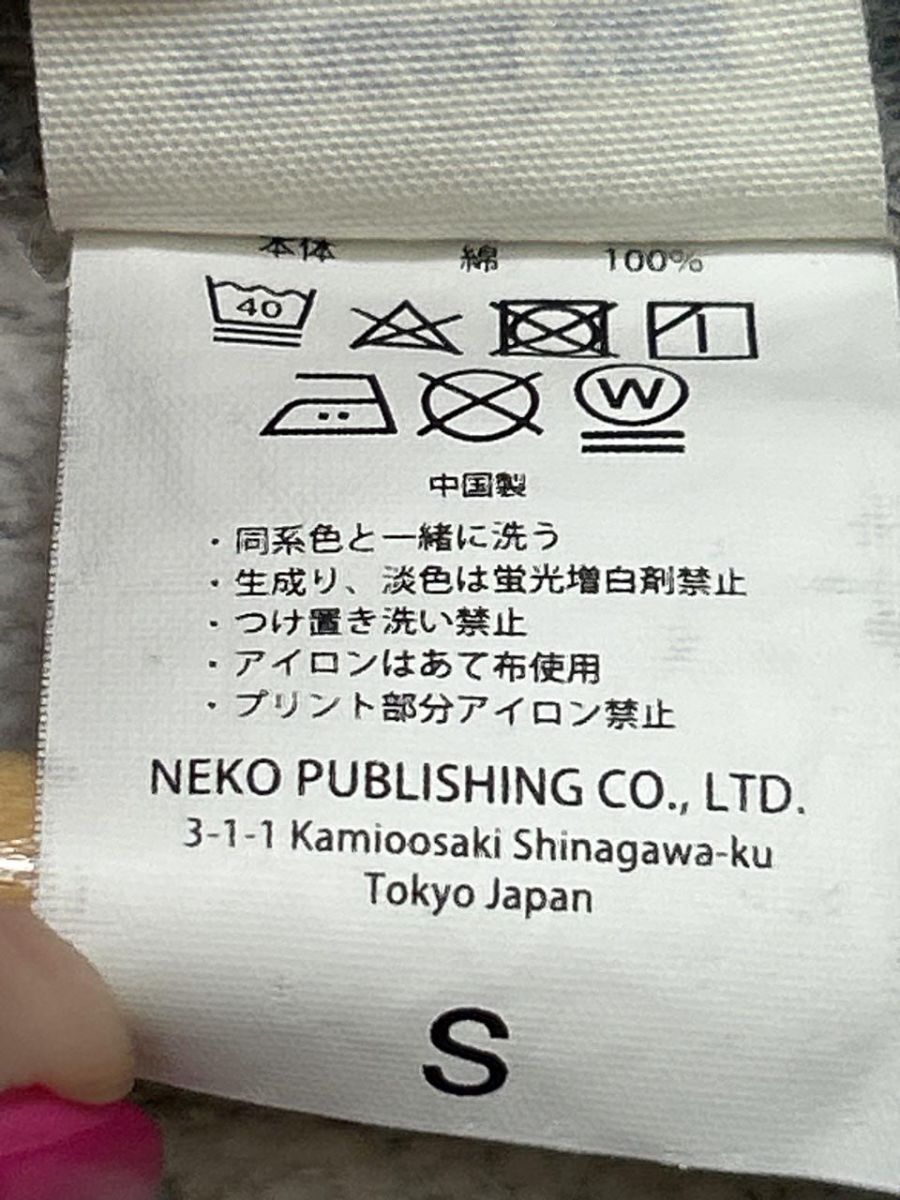 本体 綿 100%
40
W
中国製
・同系色と一緒に洗う
・生成り、淡色は蛍光増白剤禁止
・つけ置き洗い禁止
・アイロンはあて布使用
・プリント部分アイロン禁止
NEKO PUBLISHING CO., LTD.
3-1-1 Kamioosaki Shinagawa-ku
Tokyo Japan
S